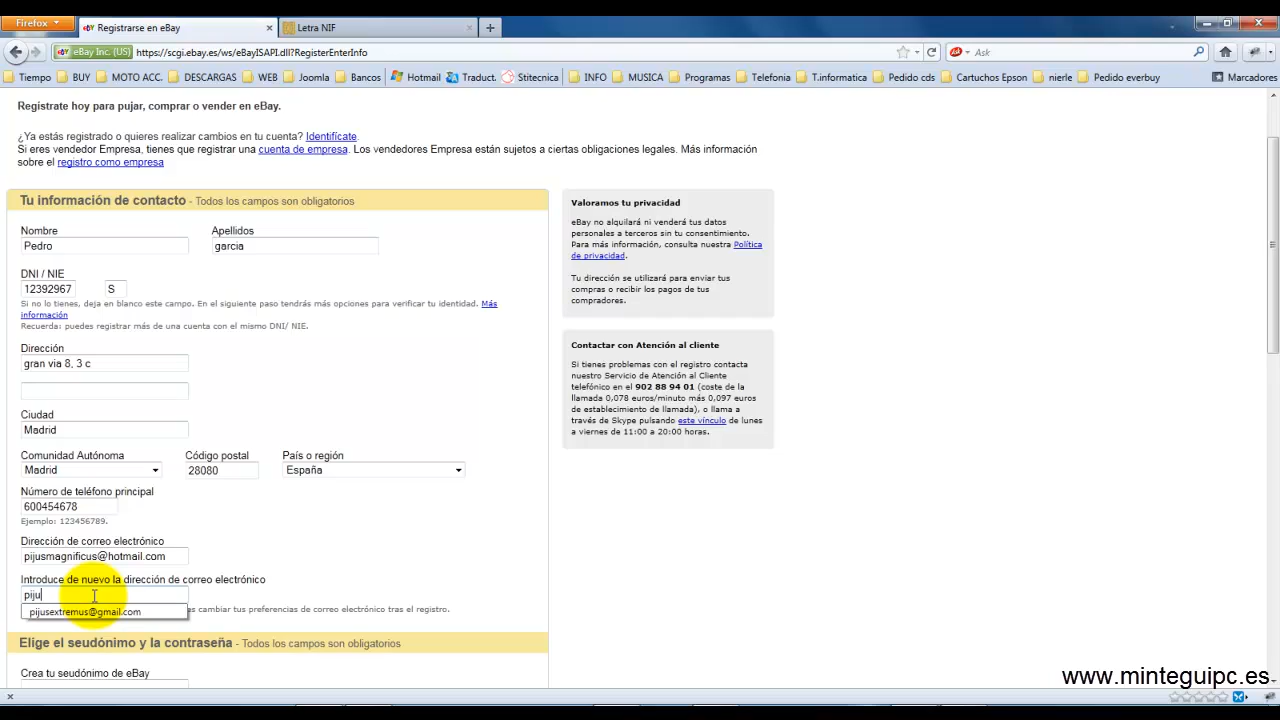 Firefox
Registrarse en eBay
Letra NIF
eBay Inc. (US)
https://scgi.ebay.es/ws/eBayISAPI.dll?RegisterEnterInfo
Ask
Tiempo BUY MOTO ACC. DESCARGAS WEB Joomla Bancos Hotmail Traduct. Stitecnica INFO MUSICA Programas Telefonia T.informatica Pedido cds Cartuchos Epson nierle Pedido everbuy Marcadores
Regístrate hoy para pujar, comprar o vender en eBay.
¿Ya estás registrado o quieres realizar cambios en tu cuenta? Identifícate.
Si eres vendedor Empresa, tienes que registrar una cuenta de empresa. Los vendedores Empresa están sujetos a ciertas obligaciones legales. Más información
sobre el registro como empresa
Tu información de contacto - Todos los campos son obligatorios
Nombre Apellidos
Pedro garcia
DNI / NIE
12392967 S
Si no lo tienes, deja en blanco este campo. En el siguiente paso tendrás más opciones para verificar tu identidad. Más
información
Recuerda: puedes registrar más de una cuenta con el mismo DNI/ NIE.
Dirección
gran via 8, 3 c
Ciudad
Madrid
Comunidad Autónoma Código postal País o región
Madrid 28080 España
Número de teléfono principal
600454678
Ejemplo: 123456789.
Dirección de correo electrónico
pijusmagnificus@hotmail.com
Introduce de nuevo la dirección de correo electrónico
piju
pijusextremus@gmail.com
as cambiar tus preferencias de correo electrónico tras el registro.
Elige el seudónimo y la contraseña - Todos los campos son obligatorios
Crea tu seudónimo de eBay
Valoramos tu privacidad
eBay no alquilará ni venderá tus datos
personales a terceros sin tu consentimiento.
Para más información, consulta nuestra Política
de privacidad.
Tu dirección se utilizará para enviar tus
compras o recibir los pagos de tus
compradores.
Contactar con Atención al cliente
Si tienes problemas con el registro contacta
nuestro Servicio de Atención al Cliente
telefónico en el 902 88 94 01 (coste de la
llamada 0,078 euros/minuto más 0,097 euros
de establecimiento de llamada), o llama a
través de Skype pulsando este vínculo de lunes
a viernes de 11:00 a 20:00 horas.
www.minteguipc.es